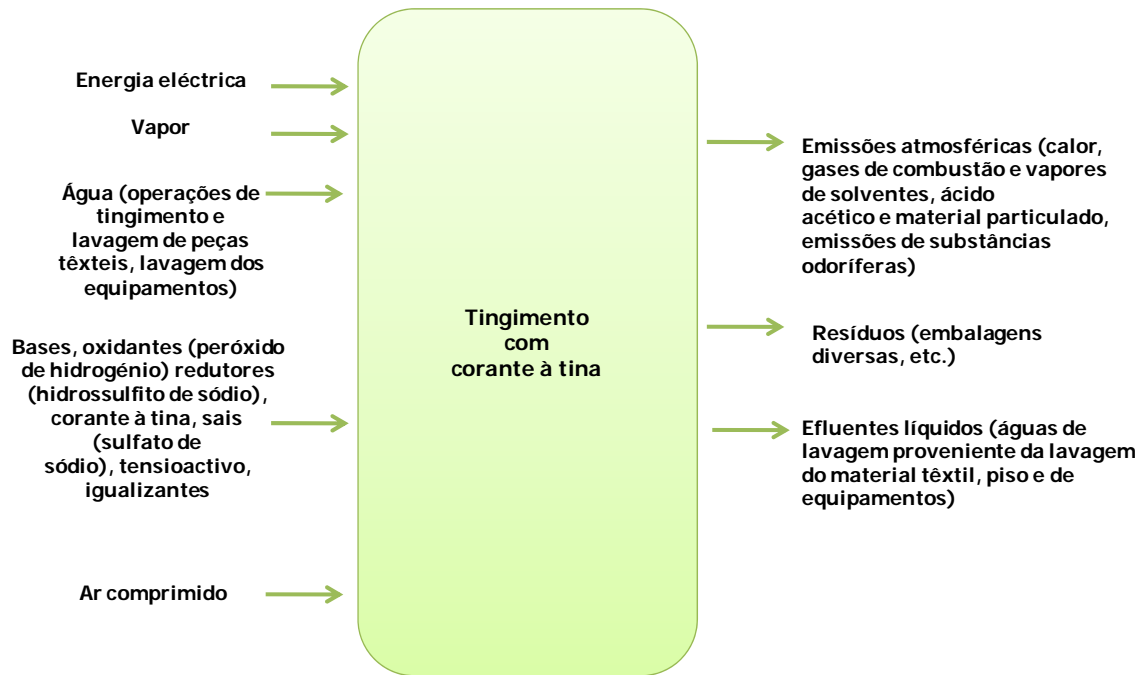 Energia eléctrica
Vapor
Água (operações de
tingimento e
lavagem de peças
têxteis, lavagem dos
equipamentos)
Bases, oxidantes (peróxido
de hidrogénio) redutores
(hidrossulfito de sódio),
corante à tina, sais
(sulfato de
sódio), tensioactivo,
igualizantes
Ar comprimido
Tingimento
com
corante à tina
Emissões atmosféricas (calor,
gases de combustão e vapores
de solventes, ácido
acético e material particulado,
emissões de substâncias
odoríferas)
Resíduos (embalagens
diversas, etc.)
Efluentes líquidos (águas de
lavagem proveniente da lavagem
do material têxtil, piso e de
equipamentos)